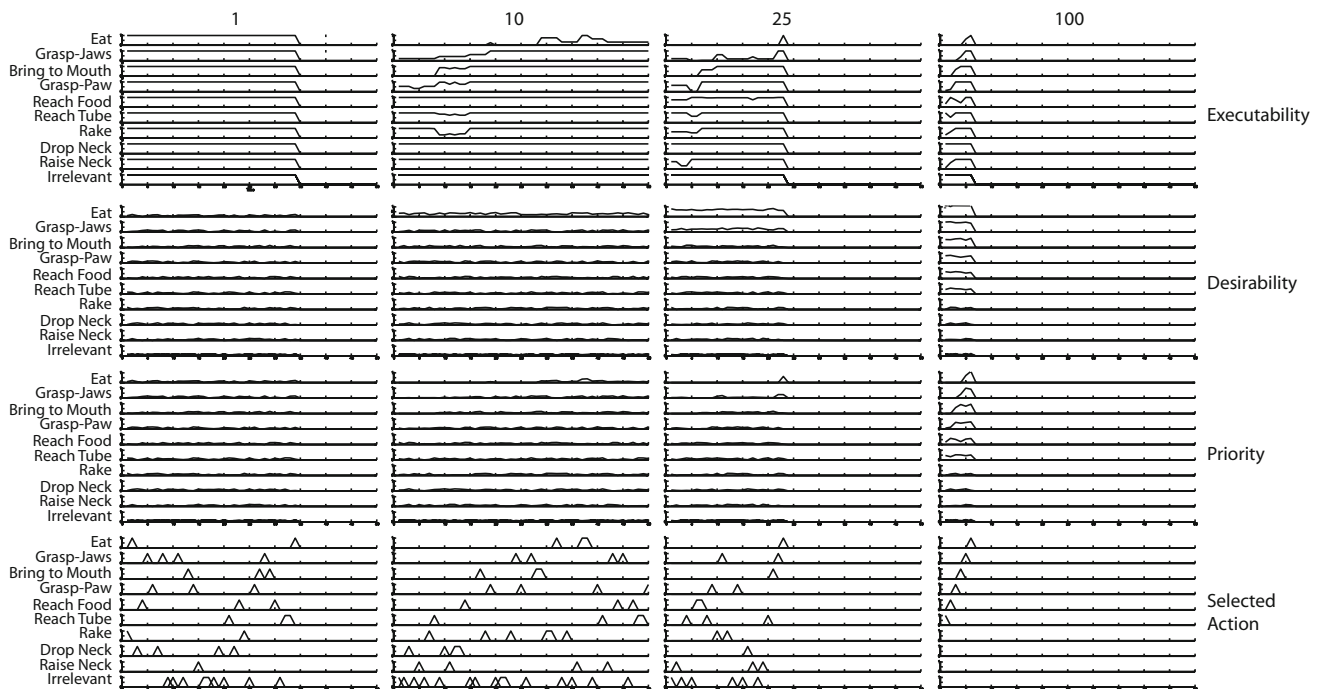 1 10 25 100
Eat
Grasp-Jaws
Bring to Mouth
Grasp-Paw
Reach Food
Reach Tube
Rake
Drop Neck
Raise Neck
Irrelevant
Executability
Eat
Grasp-Jaws
Bring to Mouth
Grasp-Paw
Reach Food
Reach Tube
Rake
Drop Neck
Raise Neck
Irrelevant
Desirability
Eat
Grasp-Jaws
Bring to Mouth
Grasp-Paw
Reach Food
Reach Tube
Rake
Drop Neck
Raise Neck
Irrelevant
Priority
Eat
Grasp-Jaws
Bring to Mouth
Grasp-Paw
Reach Food
Reach Tube
Rake
Drop Neck
Raise Neck
Irrelevant
Selected
Action